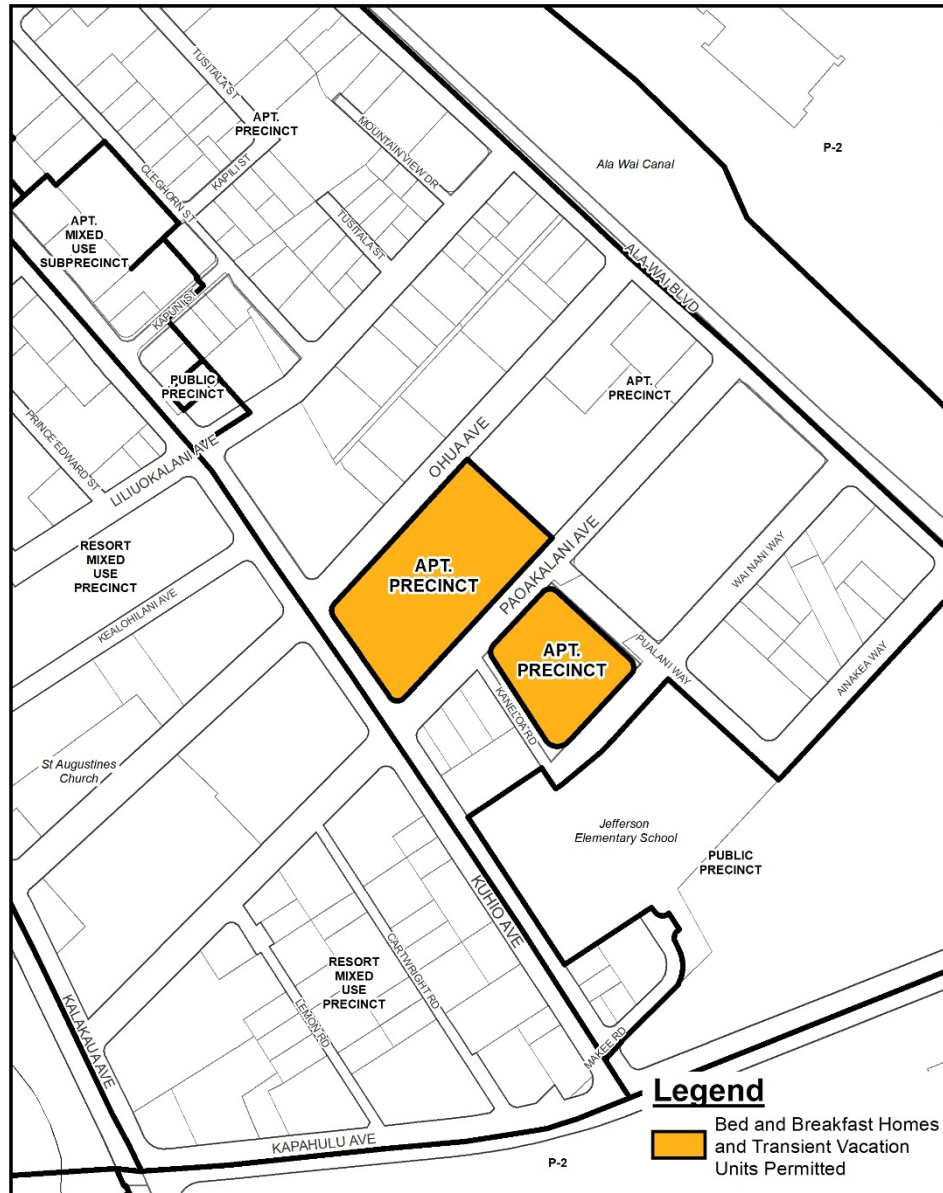 TUSITALA ST
APT.
PRECINCT
MOUNTAIN VIEW DR
P-2
Ala Wai Canal
KAPILI ST
CLEGHORN ST
APT.
MIXED
USE
SUBPRECINCT
TUSITALA ST
ALA WAI BLVD
KAPUNI ST
PUBLIC
PRECINCT
APT.
PRECINCT
PRINCE EDWARD ST
LILIUOKALANI AVE
OHUA AVE
RESORT
MIXED
USE
PRECINCT
APT.
PRECINCT
PAOAKALANI AVE
WAI NANI WAY
KEALOHILANI AVE
APT.
PRECINCT
PUALANI WAY
AINAKEA WAY
KANELOA RD
St Augustines
Church
Jefferson
Elementary School
PUBLIC
PRECINCT
KUHIO AVE
CARTWRIGHT RD
RESORT
MIXED
USE
PRECINCT
LEMON RD
KALAKAUA AVE
MAKEE RD
KAPAHULU AVE
P-2
Legend
Bed and Breakfast Homes
and Transient Vacation
Units Permitted